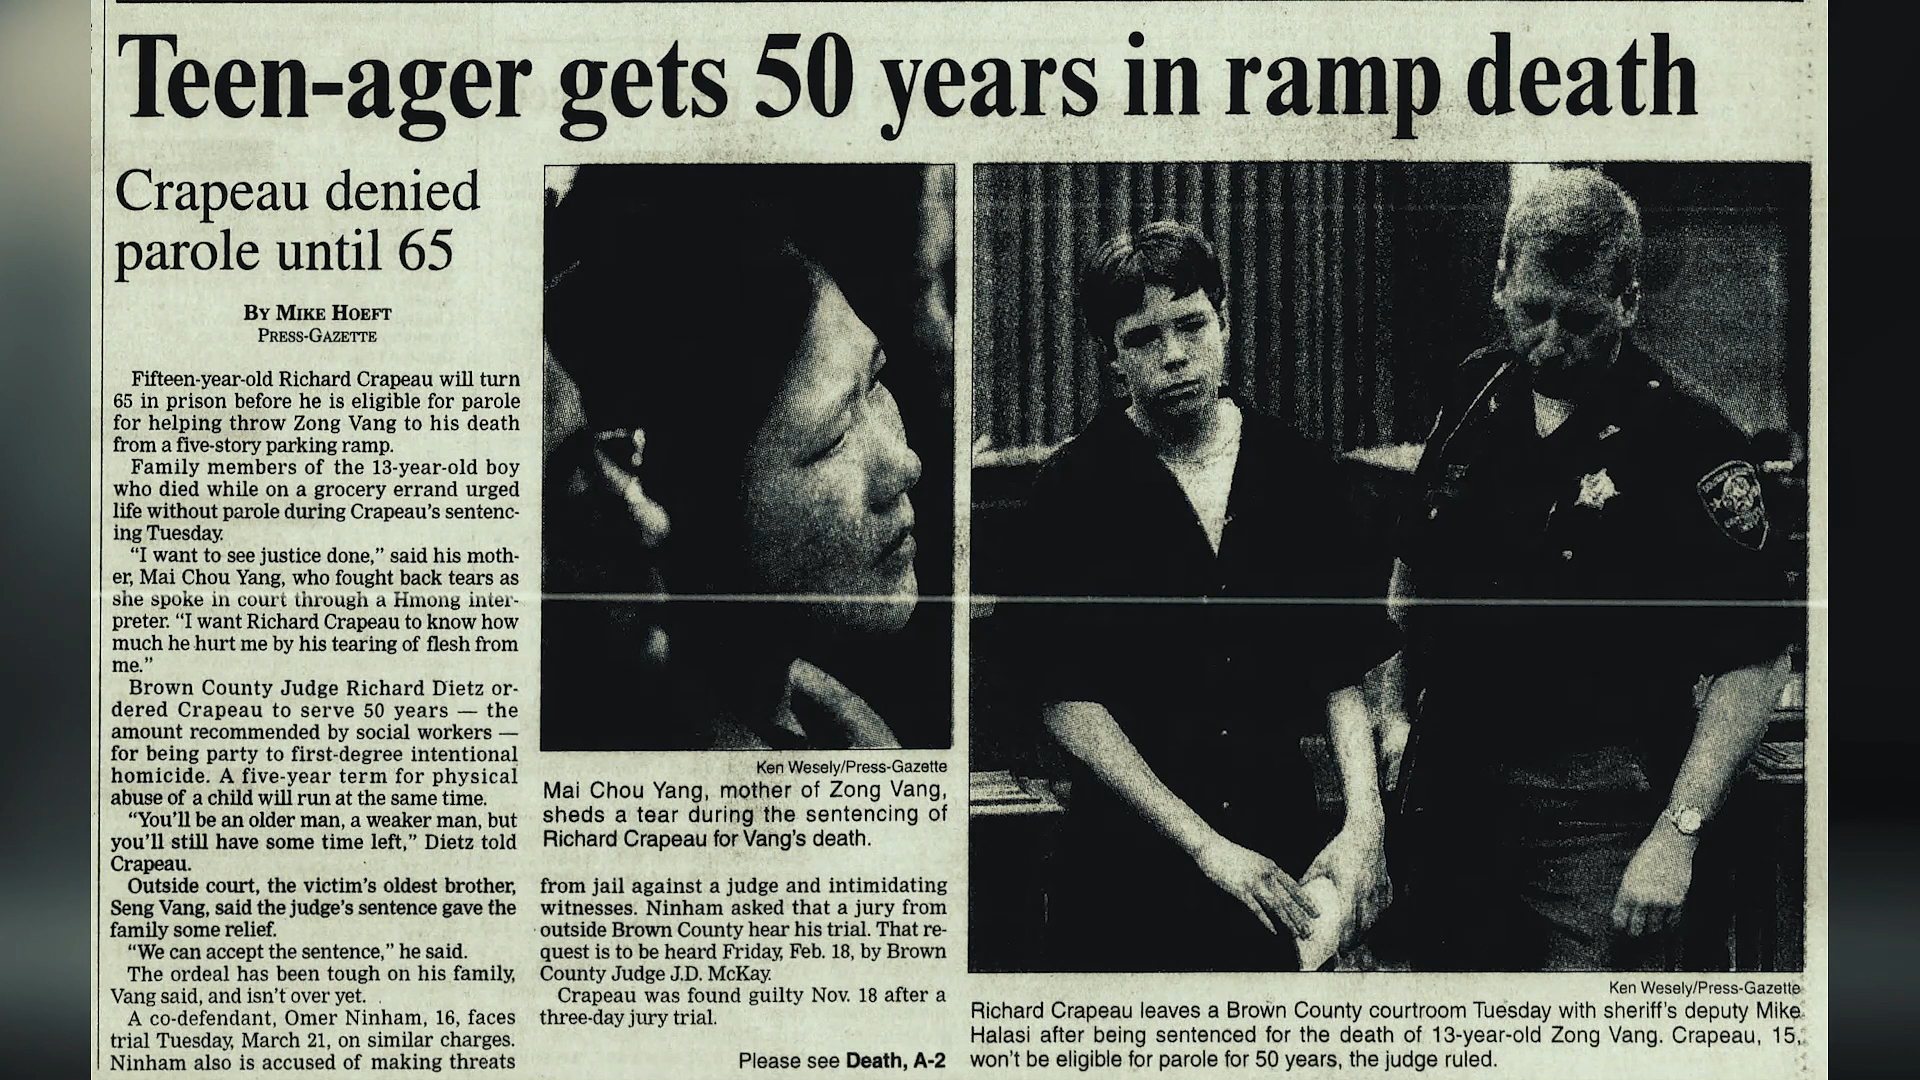 Teen-ager gets 50 years in ramp death
Crapeau denied
parole until 65
BY MIKE HOEFT
PRESS-GAZETTE
Fifteen-year-old Richard Crapeau will turn
65 in prison before he is eligible for parole
for helping throw Zong Vang to his death
from a five-story parking ramp.
Family members of the 13-year-old boy
who died while on a grocery errand urged
life without parole during Crapeau's sentenc-
ing Tuesday.
"I want to see justice done," said his moth-
er, Mai Chou Yang, who fought back tears as
she spoke in court through a Hmong inter-
preter. "I want Richard Crapeau to know how
much he hurt me by his tearing of flesh from
me."
Brown County Judge Richard Dietz or-
dered Crapeau to serve 50 years — the
amount recommended by social workers —
for being party to first-degree intentional
homicide. A five-year term for physical
abuse of a child will run at the same time.
"You'll be an older man, a weaker man, but
you'll still have some time left," Dietz told
Crapeau.
Outside court, the victim's oldest brother,
Seng Vang, said the judge's sentence gave the
family some relief.
"We can accept the sentence," he said.
The ordeal has been tough on his family,
Vang said, and isn't over yet.
A co-defendant, Omer Ninham, 16, faces
trial Tuesday, March 21, on similar charges.
Ninham also is accused of making threats
Ken Wesely/Press-Gazette
Mai Chou Yang, mother of Zong Vang,
sheds a tear during the sentencing of
Richard Crapeau for Vang's death.
from jail against a judge and intimidating
witnesses. Ninham asked that a jury from
outside Brown County hear his trial. That re-
quest is to be heard Friday, Feb. 18, by Brown
County Judge J.D. McKay.
Crapeau was found guilty Nov. 18 after a
three-day jury trial.
Please see Death, A-2
Ken Wesely/Press-Gazette
Richard Crapeau leaves a Brown County courtroom Tuesday with sheriff's deputy Mike
Halasi after being sentenced for the death of 13-year-old Zong Vang. Crapeau, 15,
won't be eligible for parole for 50 years, the judge ruled.